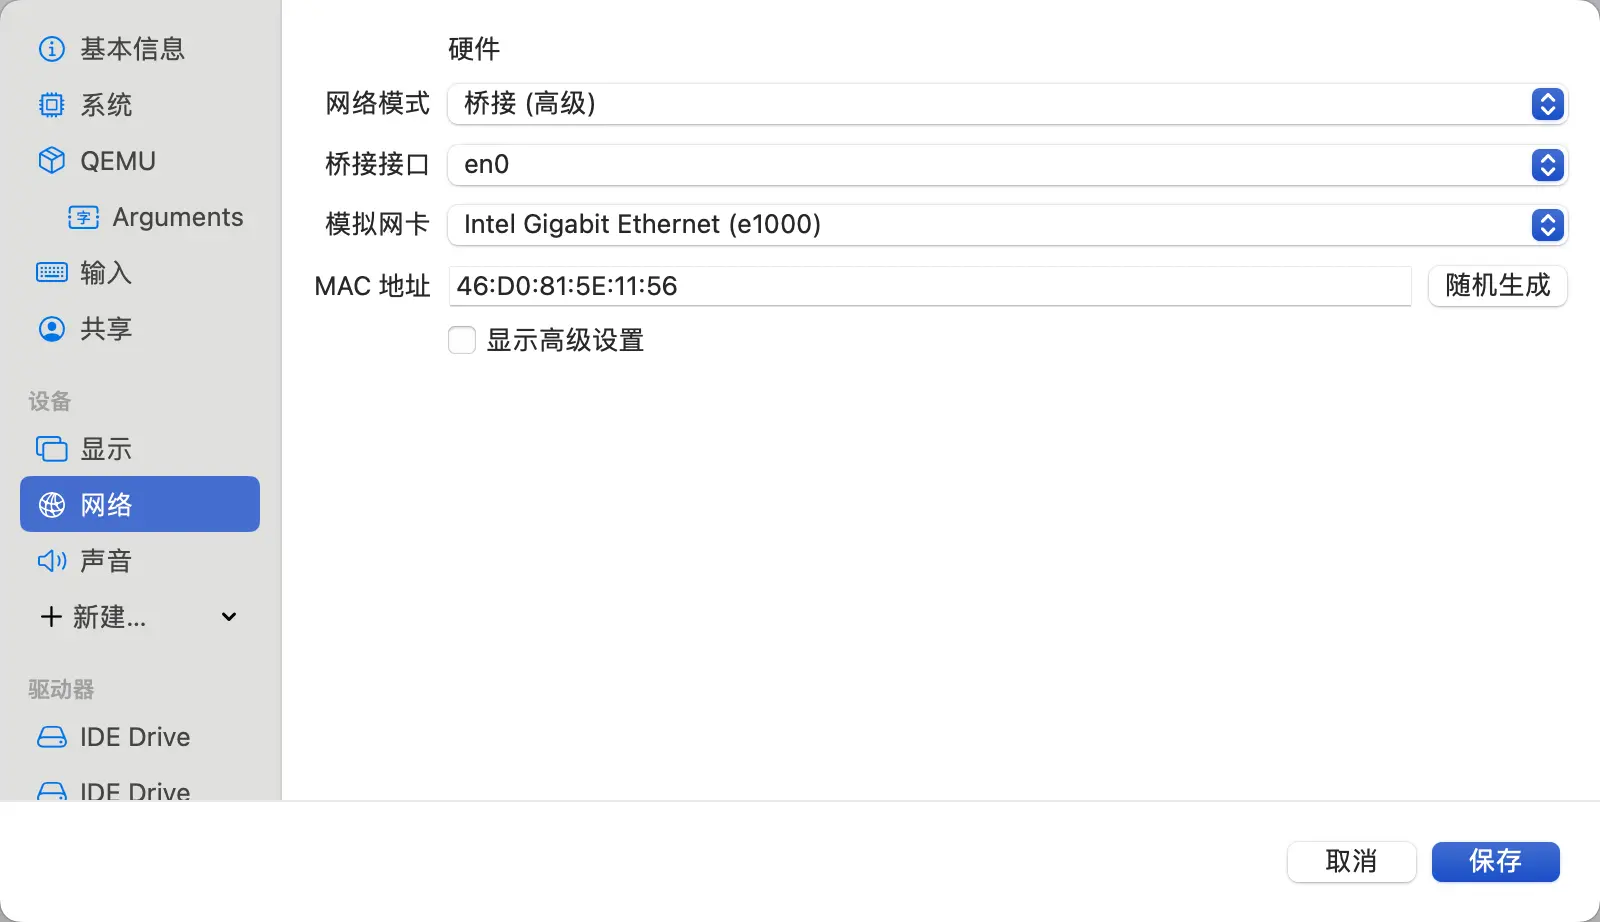 基本信息
系统
QEMU
字 Arguments
输入
共享
设备
显示
网络
声音
新建...
驱动器
IDE Drive
IDE Drive
硬件
网络模式 桥接 (高级)
桥接接口 en0
模拟网卡 Intel Gigabit Ethernet (e1000)
MAC 地址 46:D0:81:5E:11:56 随机生成
显示高级设置
取消 保存